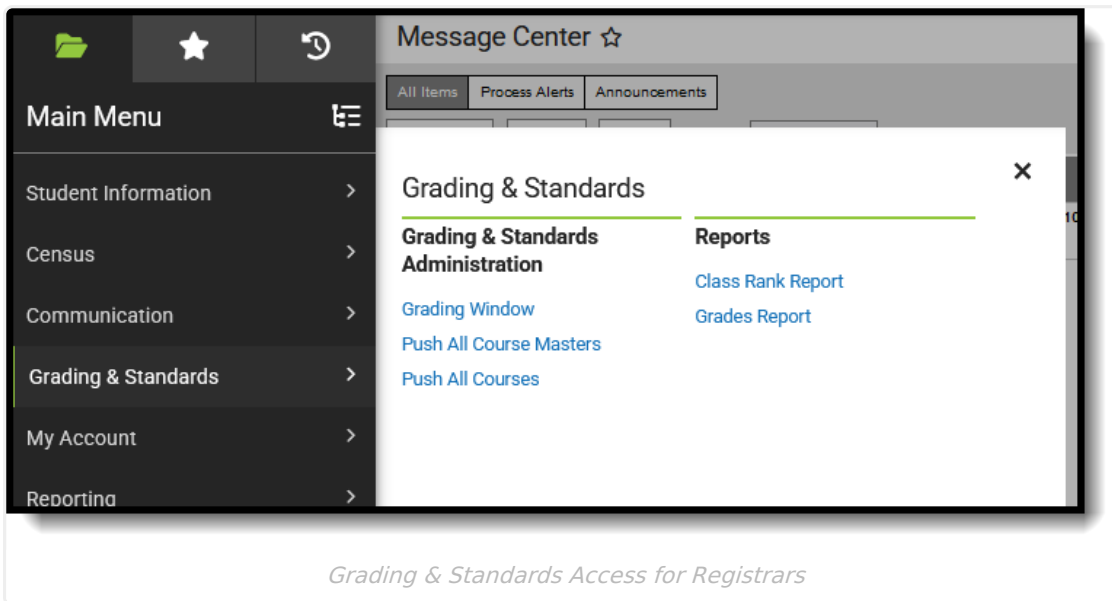 Message Center
All Items Process Alerts Announcements
Main Menu
Student Information
Census
Communication
Grading & Standards
My Account
Reporting
Grading & Standards
Grading & Standards
Administration
Grading Window
Push All Course Masters
Push All Courses
Reports
Class Rank Report
Grades Report
10
Grading & Standards Access for Registrars